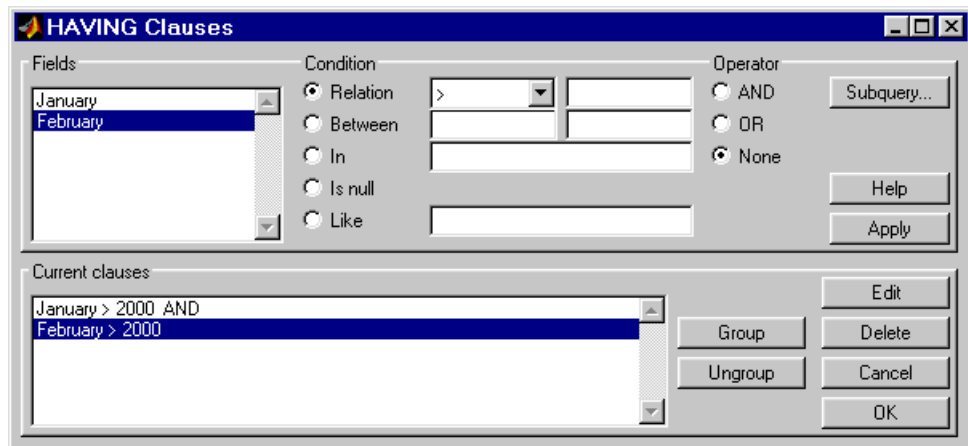 HAVING Clauses
Fields
Condition
Operator
January
February
Relation
>
AND
Subquery...
Between
OR
In
None
Is null
Help
Like
Apply
Current clauses
January > 2000 AND
February > 2000
Edit
Group
Delete
Ungroup
Cancel
OK